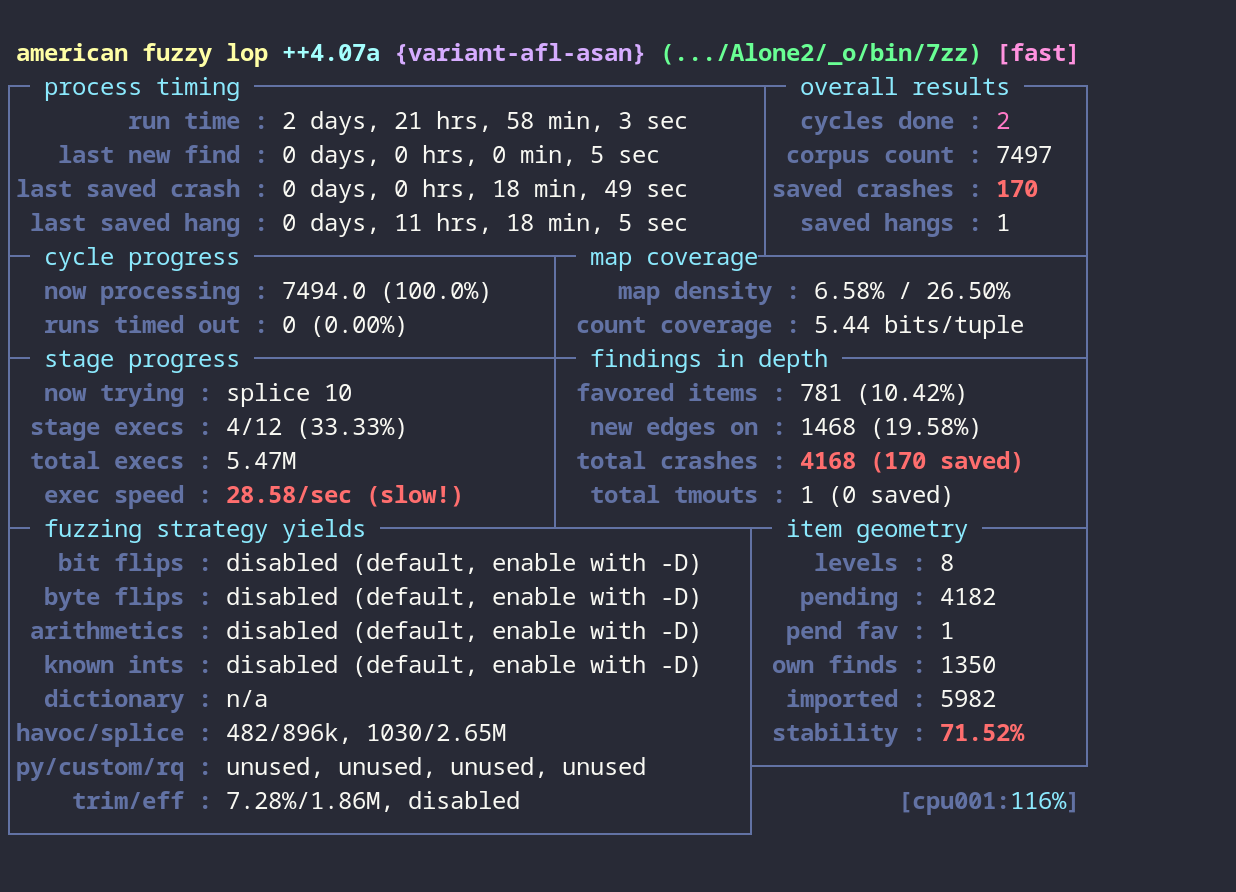 american fuzzy lop ++4.07a {variant-afl-asan} (.../Alone2/_o/bin/7zz) [fast]
process timing overall results
run time : 2 days, 21 hrs, 58 min, 3 sec cycles done : 2
last new find : 0 days, 0 hrs, 0 min, 5 sec corpus count : 7497
last saved crash : 0 days, 0 hrs, 18 min, 49 sec saved crashes : 170
last saved hang : 0 days, 11 hrs, 18 min, 5 sec saved hangs : 1
cycle progress map coverage
now processing : 7494.0 (100.0%) map density : 6.58% / 26.50%
runs timed out : 0 (0.00%) count coverage : 5.44 bits/tuple
stage progress findings in depth
now trying : splice 10 favored items : 781 (10.42%)
stage execs : 4/12 (33.33%) new edges on : 1468 (19.58%)
total execs : 5.47M total crashes : 4168 (170 saved)
exec speed : 28.58/sec (slow!) total tmouts : 1 (0 saved)
fuzzing strategy yields item geometry
bit flips : disabled (default, enable with -D) levels : 8
byte flips : disabled (default, enable with -D) pending : 4182
arithmetics : disabled (default, enable with -D) pend fav : 1
known ints : disabled (default, enable with -D) own finds : 1350
dictionary : n/a imported : 5982
havoc/splice : 482/896k, 1030/2.65M stability : 71.52%
py/custom/rq : unused, unused, unused, unused
trim/eff : 7.28%/1.86M, disabled [cpu001:116%]